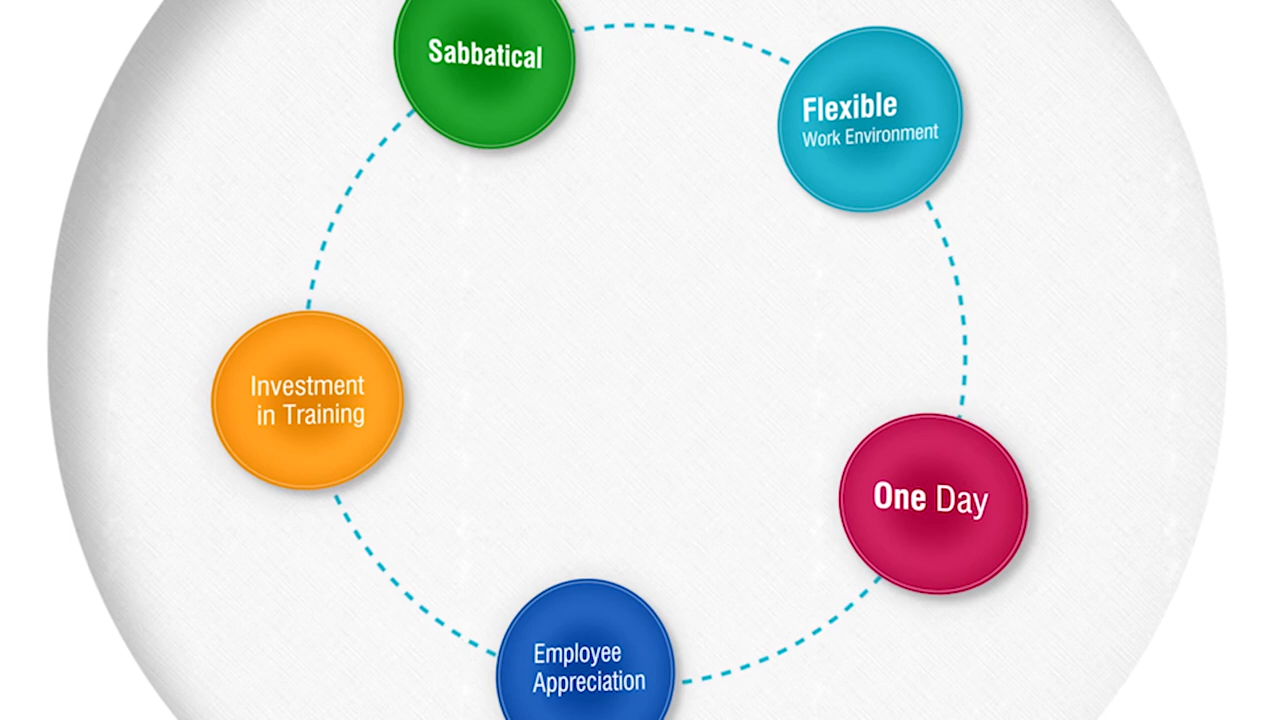 Sabbatical
Flexible
Work Environment
Investment
in Training
One Day
Employee
Appreciation